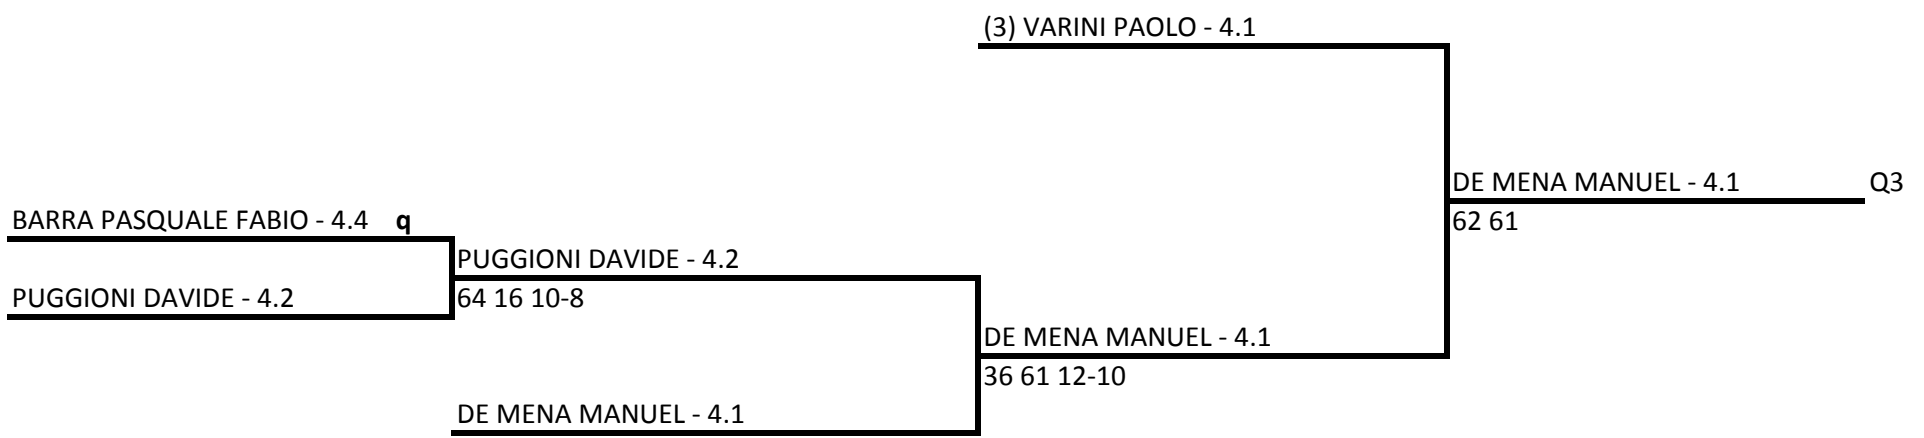 (3) VARINI PAOLO - 4.1
DE MENA MANUEL - 4.1 Q3
BARRA PASQUALE FABIO - 4.4 q
62 61
PUGGIONI DAVIDE - 4.2
PUGGIONI DAVIDE - 4.2
64 16 10-8
DE MENA MANUEL - 4.1
36 61 12-10
DE MENA MANUEL - 4.1